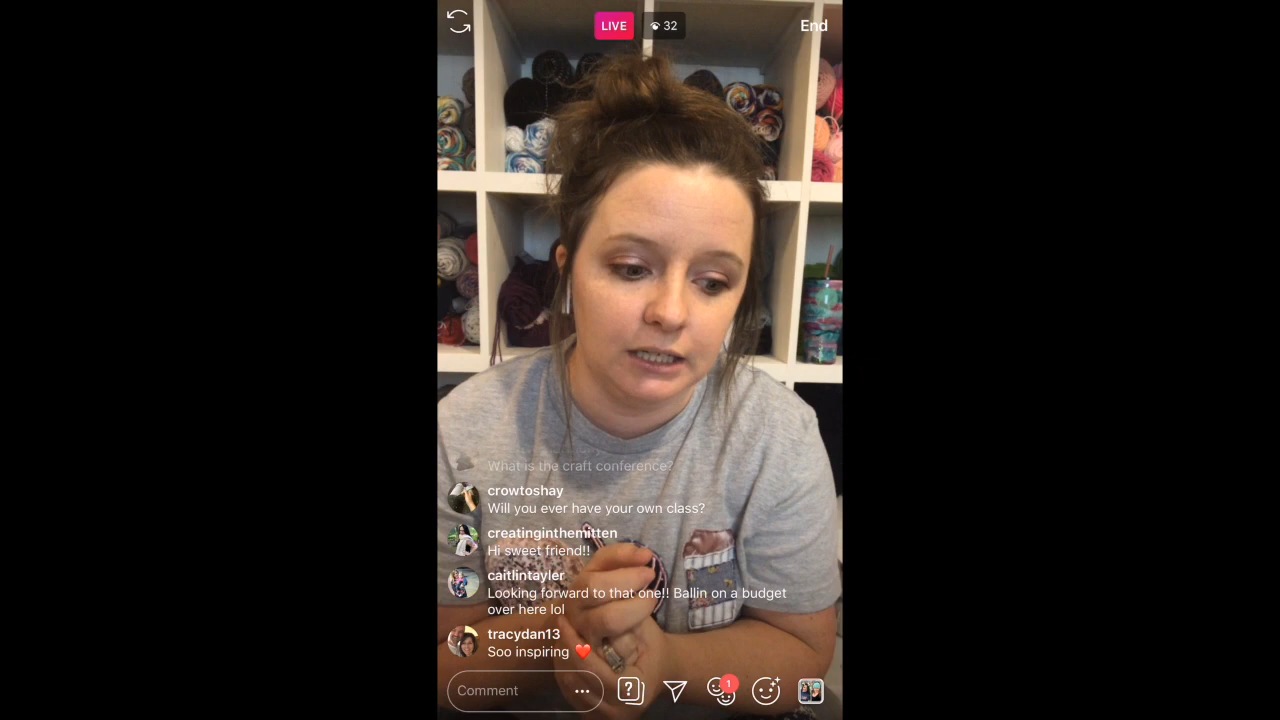 LIVE
32
End
What is the craft conference?
crowtoshay
Will you ever have your own class?
creatinginthemitten
Hi sweet friend!!
caitlintayler
Looking forward to that one!! Ballin on a budget
over here lol
tracydan13
Soo inspiring ❤️
Comment
1